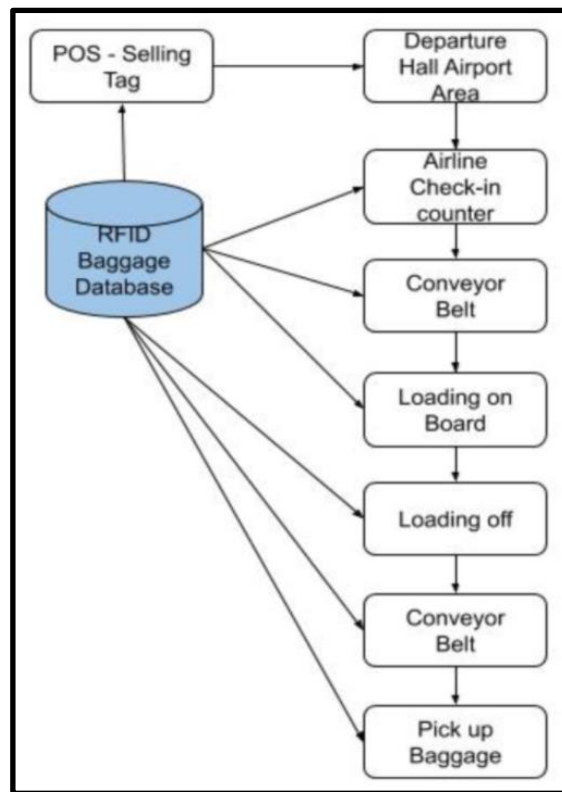 POS - Selling
Tag
Departure
Hall Airport
Area
Airline
Check-in
counter
RFID
Baggage
Database
Conveyor
Belt
Loading on
Board
Loading off
Conveyor
Belt
Pick up
Baggage